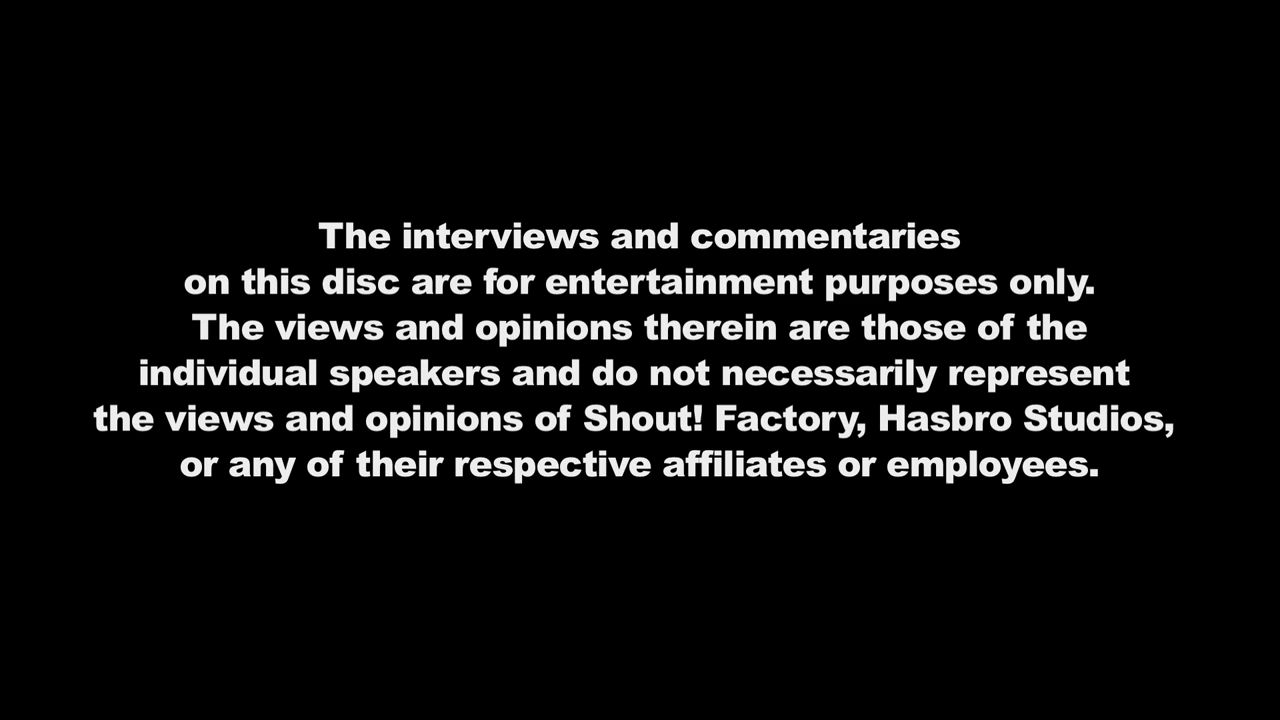 The interviews and commentaries
on this disc are for entertainment purposes only.
The views and opinions therein are those of the
individual speakers and do not necessarily represent
the views and opinions of Shout! Factory, Hasbro Studios,
or any of their respective affiliates or employees.